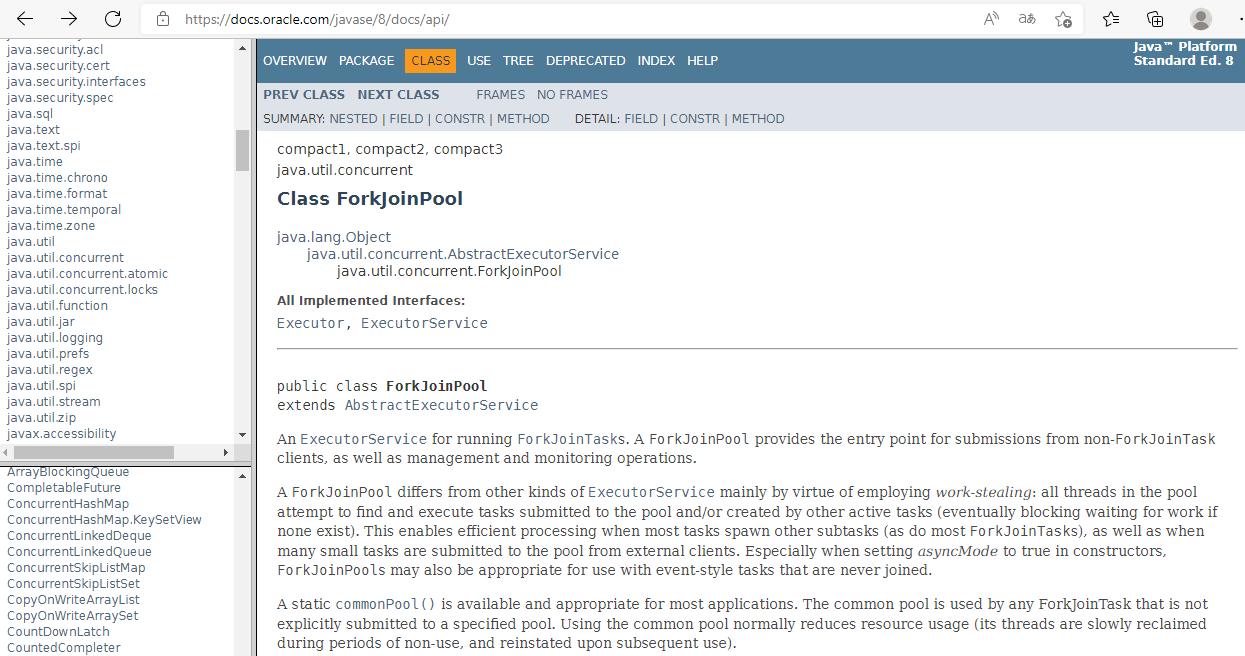 https://docs.oracle.com/javase/8/docs/api/
java.security.acl
java.security.cert
java.security.interfaces
java.security.spec
java.sql
java.text
java.text.spi
java.time
java.time.chrono
java.time.format
java.time.temporal
java.time.zone
java.util
java.util.concurrent
java.util.concurrent.atomic
java.util.concurrent.locks
java.util.function
java.util.jar
java.util.logging
java.util.prefs
java.util.regex
java.util.spi
java.util.stream
java.util.zip
javax.accessibility
ArrayBlockingQueue
CompletableFuture
ConcurrentHashMap
ConcurrentHashMap.KeySetView
ConcurrentLinkedDeque
ConcurrentLinkedQueue
ConcurrentSkipListMap
ConcurrentSkipListSet
CopyOnWriteArrayList
CopyOnWriteArraySet
CountDownLatch
CountedCompleter
OVERVIEW PACKAGE CLASS USE TREE DEPRECATED INDEX HELP
Java™ Platform
Standard Ed. 8
PREV CLASS NEXT CLASS FRAMES NO FRAMES
SUMMARY: NESTED | FIELD | CONSTR | METHOD DETAIL: FIELD | CONSTR | METHOD
compact1, compact2, compact3
java.util.concurrent
Class ForkJoinPool
java.lang.Object
java.util.concurrent.AbstractExecutorService
java.util.concurrent.ForkJoinPool
All Implemented Interfaces:
Executor, ExecutorService
public class ForkJoinPool
extends AbstractExecutorService
An ExecutorService for running ForkJoinTasks. A ForkJoinPool provides the entry point for submissions from non-ForkJoinTask
clients, as well as management and monitoring operations.
A ForkJoinPool differs from other kinds of ExecutorService mainly by virtue of employing work-stealing: all threads in the pool
attempt to find and execute tasks submitted to the pool and/or created by other active tasks (eventually blocking waiting for work if
none exist). This enables efficient processing when most tasks spawn other subtasks (as do most ForkJoinTasks), as well as when
many small tasks are submitted to the pool from external clients. Especially when setting asyncMode to true in constructors,
ForkJoinPools may also be appropriate for use with event-style tasks that are never joined.
A static commonPool() is available and appropriate for most applications. The common pool is used by any ForkJoinTask that is not
explicitly submitted to a specified pool. Using the common pool normally reduces resource usage (its threads are slowly reclaimed
during periods of non-use, and reinstated upon subsequent use).